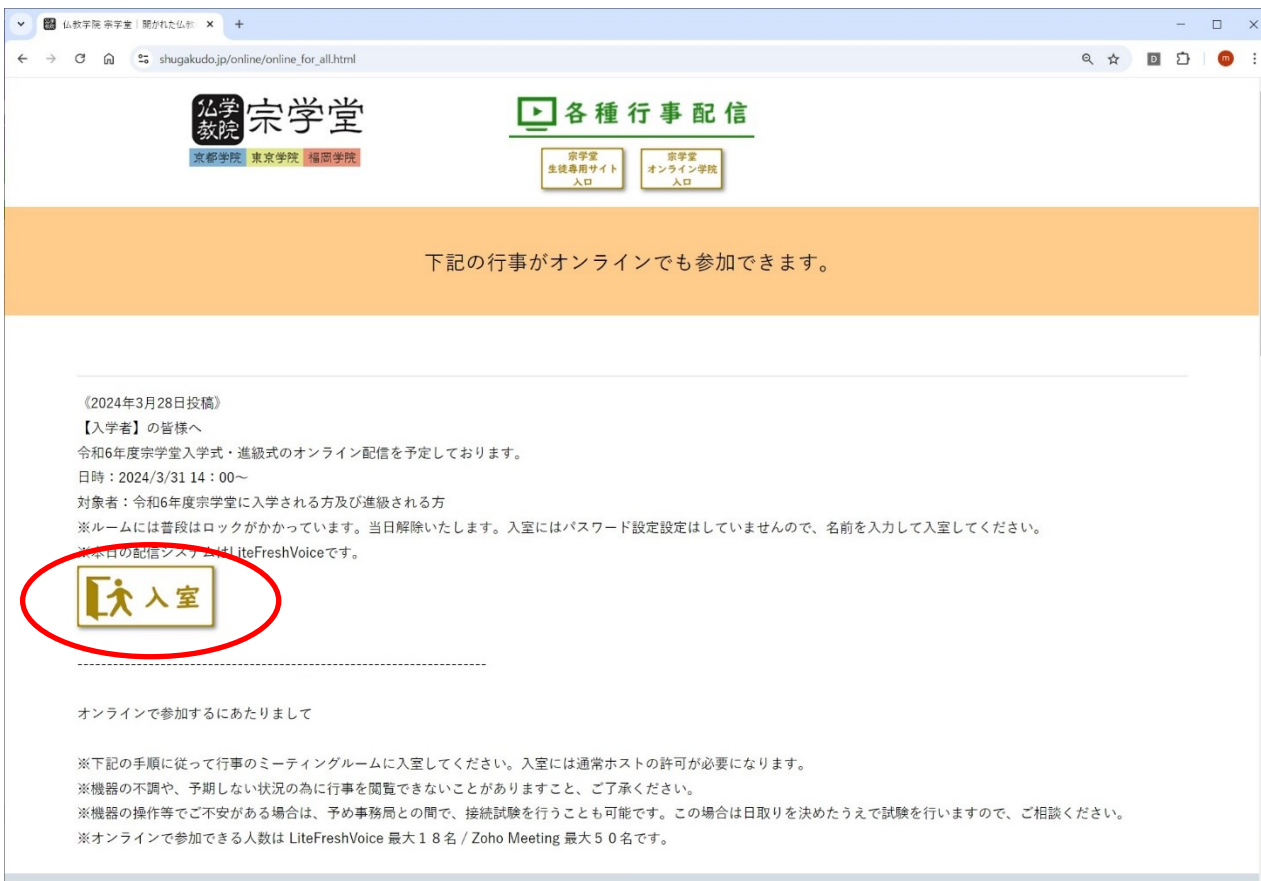 仏教学院 宗学堂｜開かれた仏教
shugakudo.jp/online/online_for_all.html
D
m
仏学教院 宗学堂
京都学院 東京学院 福岡学院
各種行事配信
宗学堂
生徒専用サイト
入口
宗学堂
オンライン学院
入口
下記の行事がオンラインでも参加できます。
《2024年3月28日投稿》
【入学者】の皆様へ
令和6年度宗学堂入学式・進級式のオンライン配信を予定しております。
日時：2024/3/31 14：00～
対象者：令和6年度宗学堂に入学される方及び進級される方
※ルームには普段はロックがかかっています。当日解除いたします。入室にはパスワード設定設定はしていませんので、名前を入力して入室してください。
※本日の配信システムはLiteFreshVoiceです。
入室
----------------------------------------------------------------------
オンラインで参加するにあたりまして
※下記の手順に従って行事のミーティングルームに入室してください。入室には通常ホストの許可が必要になります。
※機器の不調や、予期しない状況の為に行事を閲覧できないことがありますこと、ご了承ください。
※機器の操作等でご不安がある場合は、予め事務局との間で、接続試験を行うことも可能です。この場合は日取りを決めたうえで試験を行いますので、ご相談ください。
※オンラインで参加できる人数は LiteFreshVoice 最大１８名 / Zoho Meeting 最大５０名です。